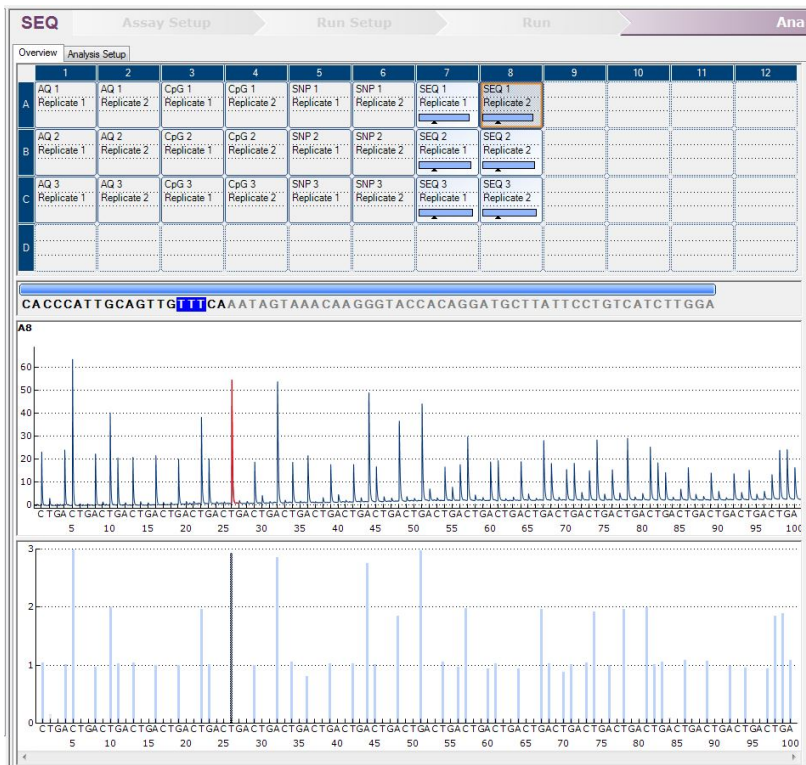 SEQ Assay Setup Run Setup Run Ana
Overview Analysis Setup
1 2 3 4 5 6 7 8 9 10 11 12
A
AQ 1 AQ 1 CpG 1 CpG 1 SNP 1 SNP 1 SEQ 1 SEQ 1
Replicate 1 Replicate 2 Replicate 1 Replicate 2 Replicate 1 Replicate 2 Replicate 1 Replicate 2
B
AQ 2 AQ 2 CpG 2 CpG 2 SNP 2 SNP 2 SEQ 2 SEQ 2
Replicate 1 Replicate 2 Replicate 1 Replicate 2 Replicate 1 Replicate 2 Replicate 1 Replicate 2
C
AQ 3 AQ 3 CpG 3 CpG 3 SNP 3 SNP 3 SEQ 3 SEQ 3
Replicate 1 Replicate 2 Replicate 1 Replicate 2 Replicate 1 Replicate 2 Replicate 1 Replicate 2
D
CACCCATTGCAGTTGTTTCAAATAGTAAACAAGGGTACCACAGGATGCTTATTCCTGTCATCTTGGA
A8
60
50
40
30
20
10
0
CTGACTGACTGACTGACTGACTGACTGACTGACTGACTGACTGACTGACTGACTGACTGACTGACTGACTGACTGACTGACTGACTGACTGACTGACTGA
5 10 15 20 25 30 35 40 45 50 55 60 65 70 75 80 85 90 95 100
3
2
1
0
CTGACTGACTGACTGACTGACTGACTGACTGACTGACTGACTGACTGACTGACTGACTGACTGACTGACTGACTGACTGACTGACTGACTGACTGACTGA
5 10 15 20 25 30 35 40 45 50 55 60 65 70 75 80 85 90 95 100